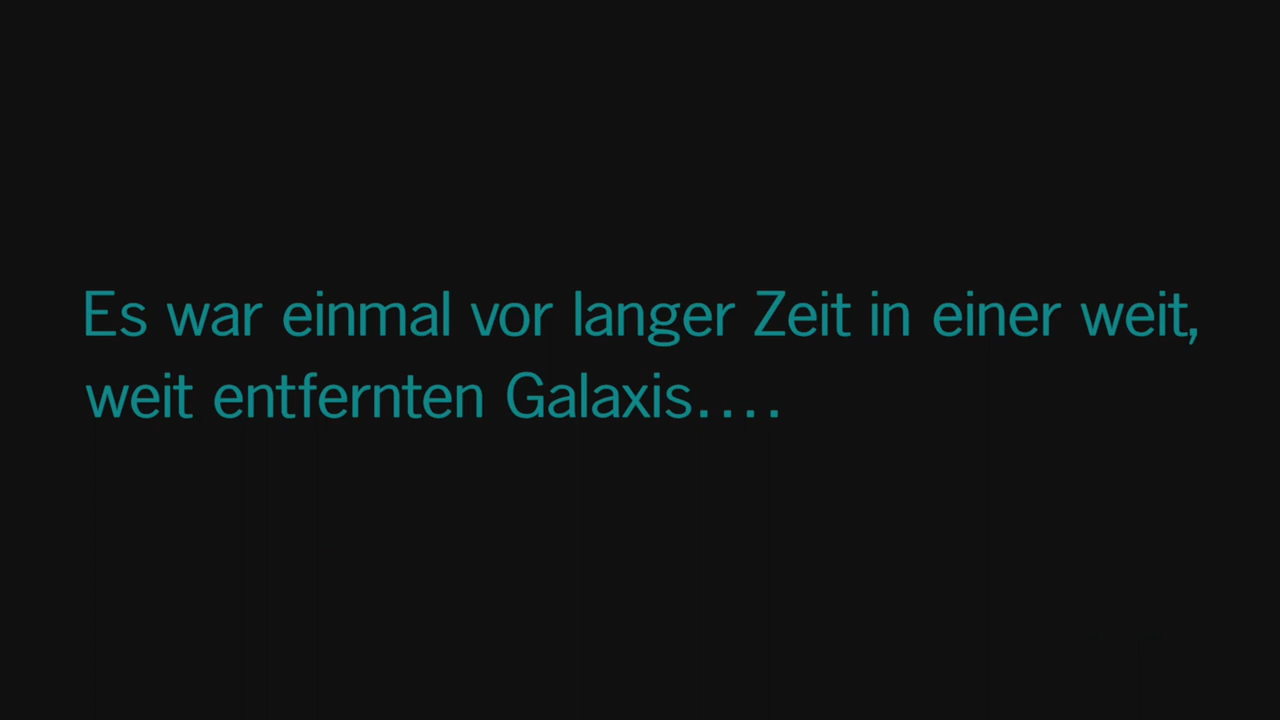 Es war einmal vor langer Zeit in einer weit,
weit entfernten Galaxis....